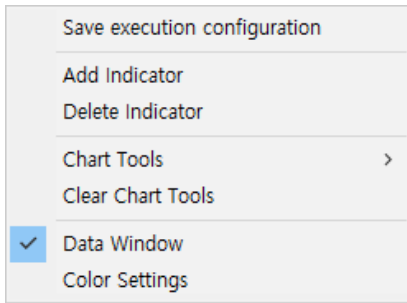 Save execution configuration
Add Indicator
Delete Indicator
Chart Tools
Clear Chart Tools
Data Window
Color Settings